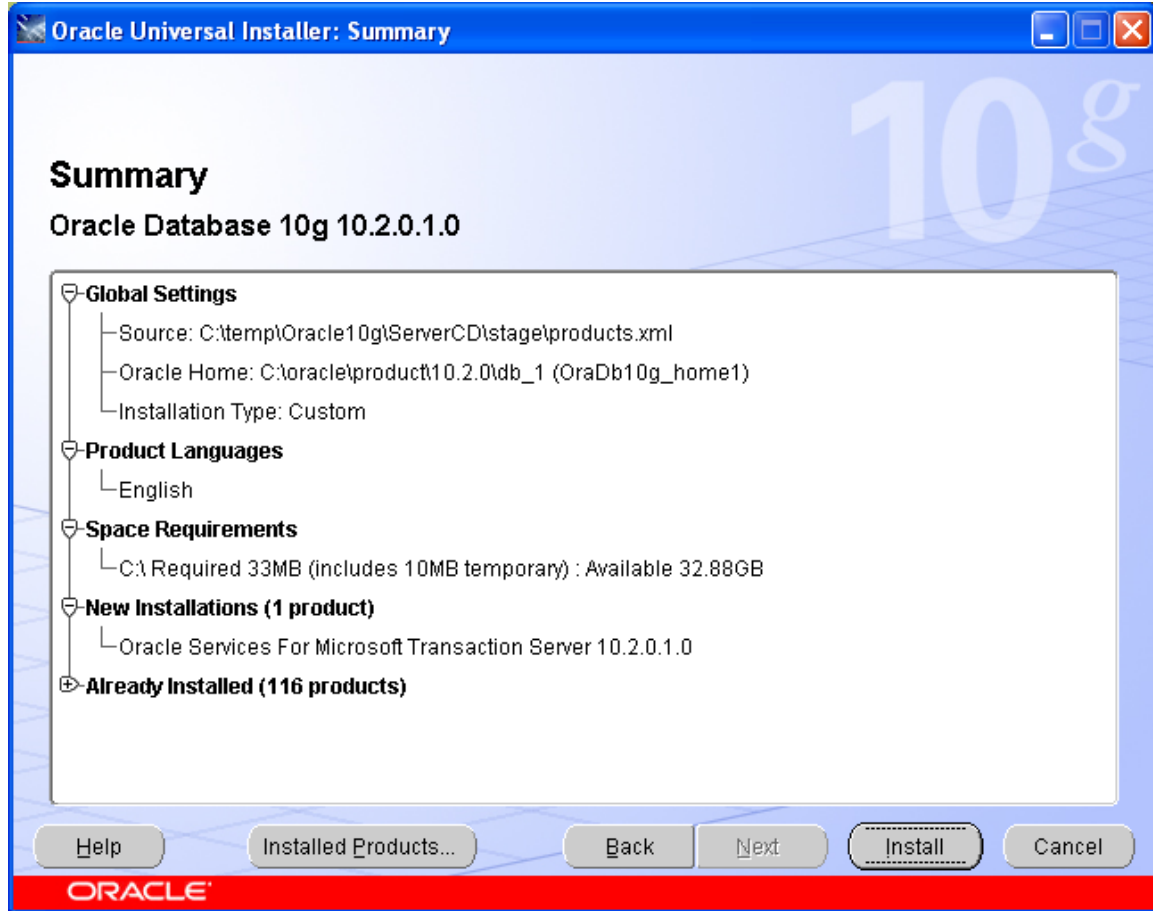 Oracle Universal Installer: Summary
10g
Summary
Oracle Database 10g 10.2.0.1.0
Global Settings
Source: C:\temp\Oracle10g\ServerCD\stage\products.xml
Oracle Home: C:\oracle\product\10.2.0\db_1 (OraDb10g_home1)
Installation Type: Custom
Product Languages
English
Space Requirements
C:\ Required 33MB (includes 10MB temporary) : Available 32.88GB
New Installations (1 product)
Oracle Services For Microsoft Transaction Server 10.2.0.1.0
Already Installed (116 products)
Help Installed Products... Back Next Install Cancel
ORACLE